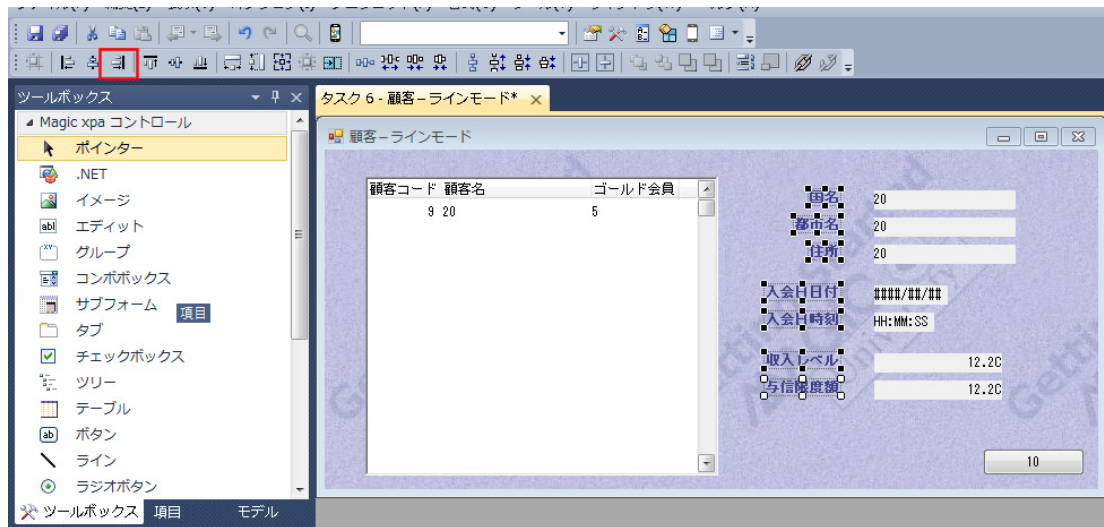 ツールボックス
タスク 6 - 顧客－ラインモード*
Magic xpa コントロール
ポインター
.NET
イメージ
エディット
グループ
コンボボックス
サブフォーム
項目
タブ
チェックボックス
ツリー
テーブル
ボタン
ライン
ラジオボタン
ツールボックス 項目 モデル
顧客－ラインモード
顧客コード 顧客名 ゴールド会員
9 20 5
国名 20
都市名 20
住所 20
入会日日付 ####/##/##
入会日時刻 HH:MM:SS
収入レベル 12.2C
与信限度額 12.2C
10